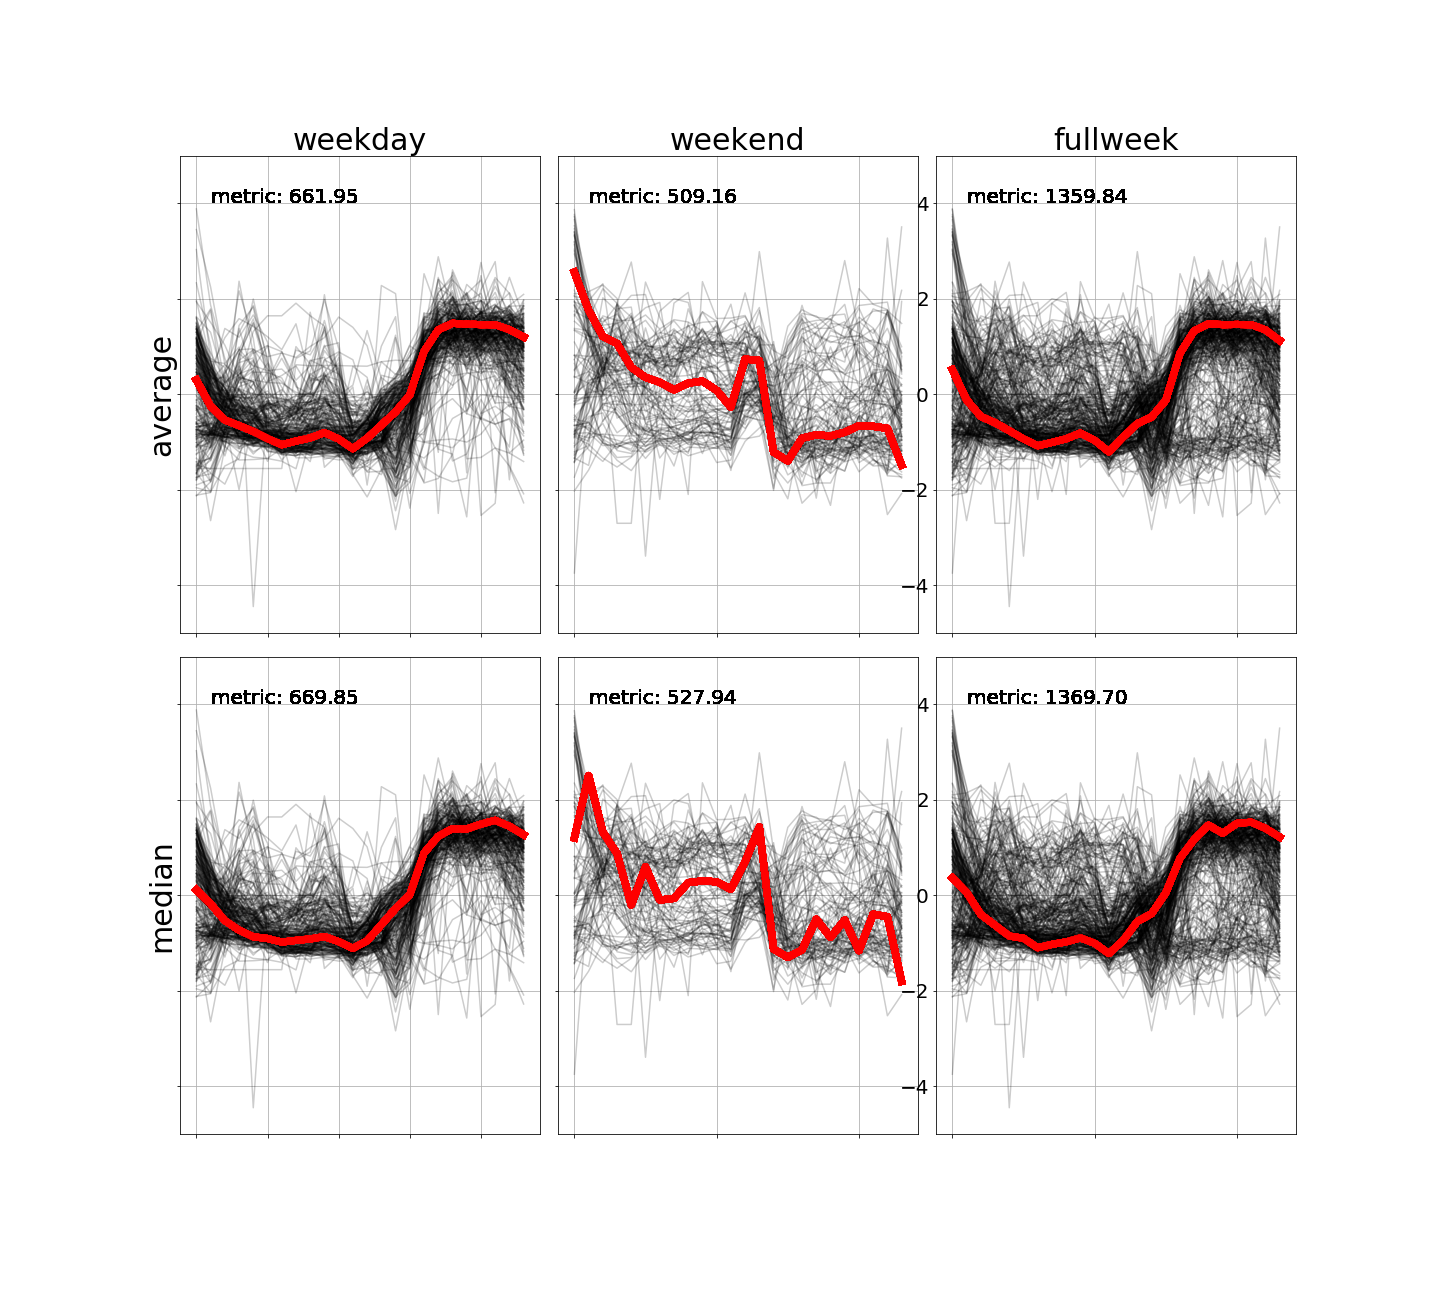 weekday weekend fullweek
metric: 661.95 metric: 509.16 metric: 1359.84
4
2
0
−2
−4
average
metric: 669.85 metric: 527.94 metric: 1369.70
4
2
0
−2
−4
median